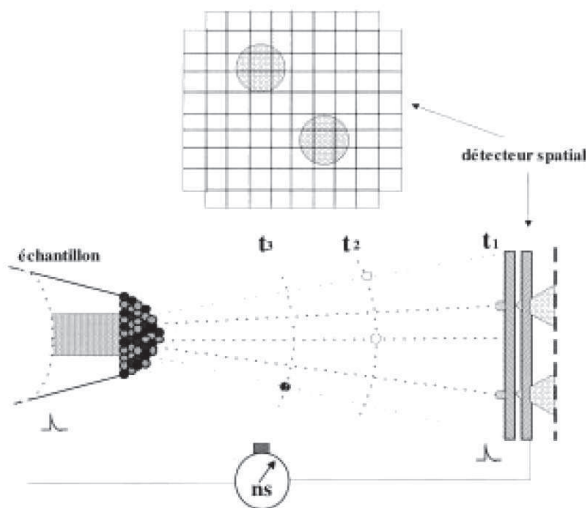 détecteur spatial
échantillon
t3
t2
t1
ns